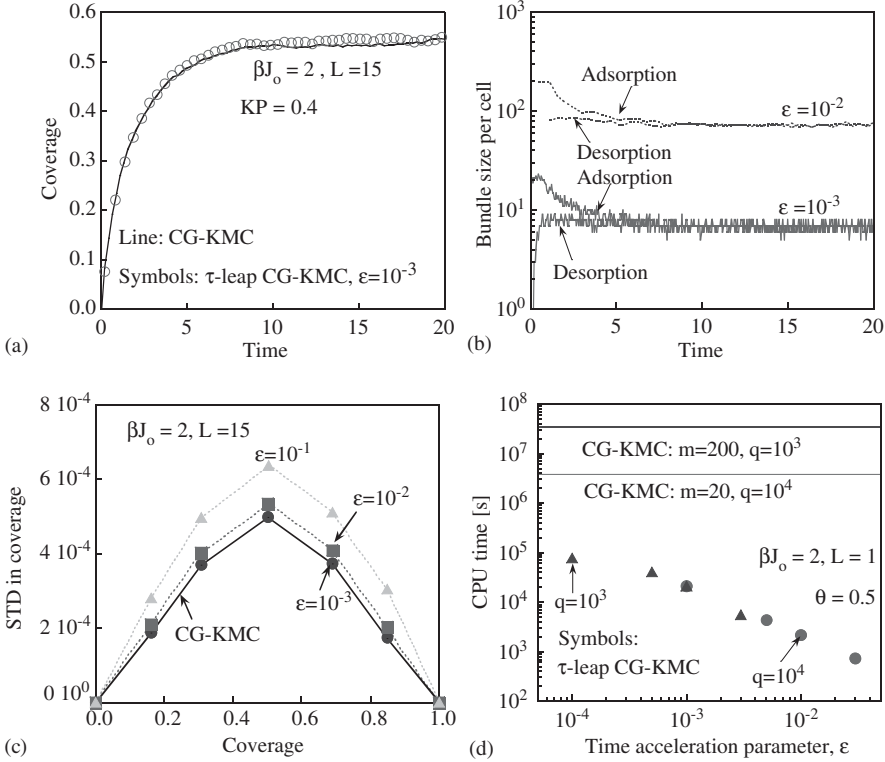 0.6
0.5
0.4
0.3
0.2
0.1
0.0
Coverage
βJ₀ = 2 , L =15
KP = 0.4
Line: CG-KMC
Symbols: τ-leap CG-KMC, ε=10⁻³
0 5 10 15 20
Time
(a)
10³
10²
10¹
10⁰
Bundle size per cell
Adsorption
ε=10⁻²
Desorption
Adsorption
ε=10⁻³
Desorption
0 5 10 15 20
Time
(b)
8 10⁻⁴
6 10⁻⁴
4 10⁻⁴
2 10⁻⁴
0 10⁰
STD in coverage
βJ₀ = 2, L =15
ε=10⁻¹
ε=10⁻²
ε=10⁻³
CG-KMC
0.0 0.2 0.4 0.6 0.8 1.0
Coverage
(c)
10⁸
10⁷
10⁶
10⁵
10⁴
10³
10²
CPU time [s]
CG-KMC: m=200, q=10³
CG-KMC: m=20, q=10⁴
βJ₀ = 2, L = 1
θ = 0.5
q=10³
Symbols:
τ-leap CG-KMC
q=10⁴
10⁻⁴ 10⁻³ 10⁻²
Time acceleration parameter, ε
(d)